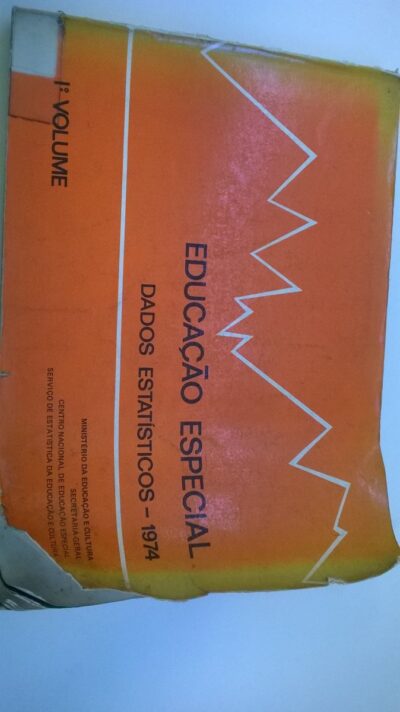 EDUCAÇÃO ESPECIAL
DADOS ESTATÍSTICOS - 1974
MINISTÉRIO DA EDUCAÇÃO E CULTURA
SECRETARIA-GERAL
CENTRO NACIONAL DE EDUCAÇÃO ESPECIAL
SERVIÇO DE ESTATÍSTICA DA EDUCAÇÃO E CULTURA
1º VOLUME